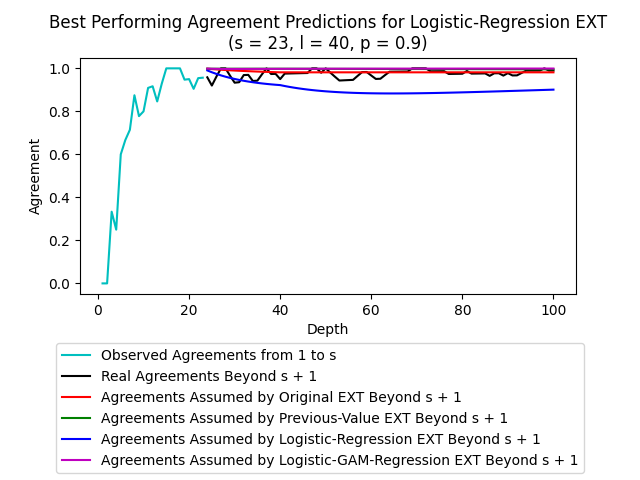 Best Performing Agreement Predictions for Logistic-Regression EXT
(s = 23, l = 40, p = 0.9)
1.0
0.8
0.6
0.4
0.2
0.0
Agreement
0 20 40 60 80 100
Depth
Observed Agreements from 1 to s
Real Agreements Beyond s + 1
Agreements Assumed by Original EXT Beyond s + 1
Agreements Assumed by Previous-Value EXT Beyond s + 1
Agreements Assumed by Logistic-Regression EXT Beyond s + 1
Agreements Assumed by Logistic-GAM-Regression EXT Beyond s + 1